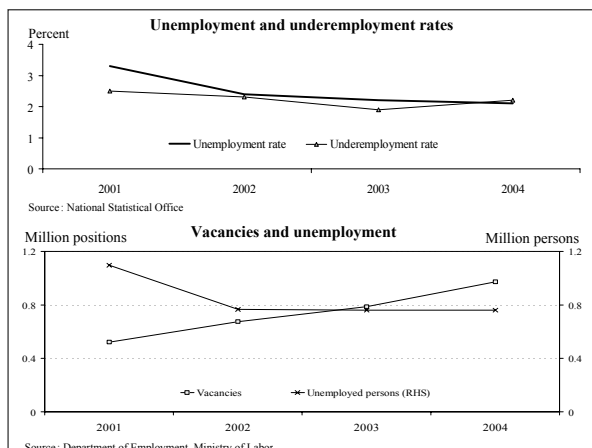 Unemployment and underemployment rates
Percent
4
3
2
1
0
Unemployment rate Underemployment rate
2001 2002 2003 2004
Source: National Statistical Office
Vacancies and unemployment
Million positions Million persons
1.2 1.2
0.8 0.8
0.4 0.4
0 0
Vacancies Unemployed persons (RHS)
2001 2002 2003 2004
Source: Department of Employment, Ministry of Labor